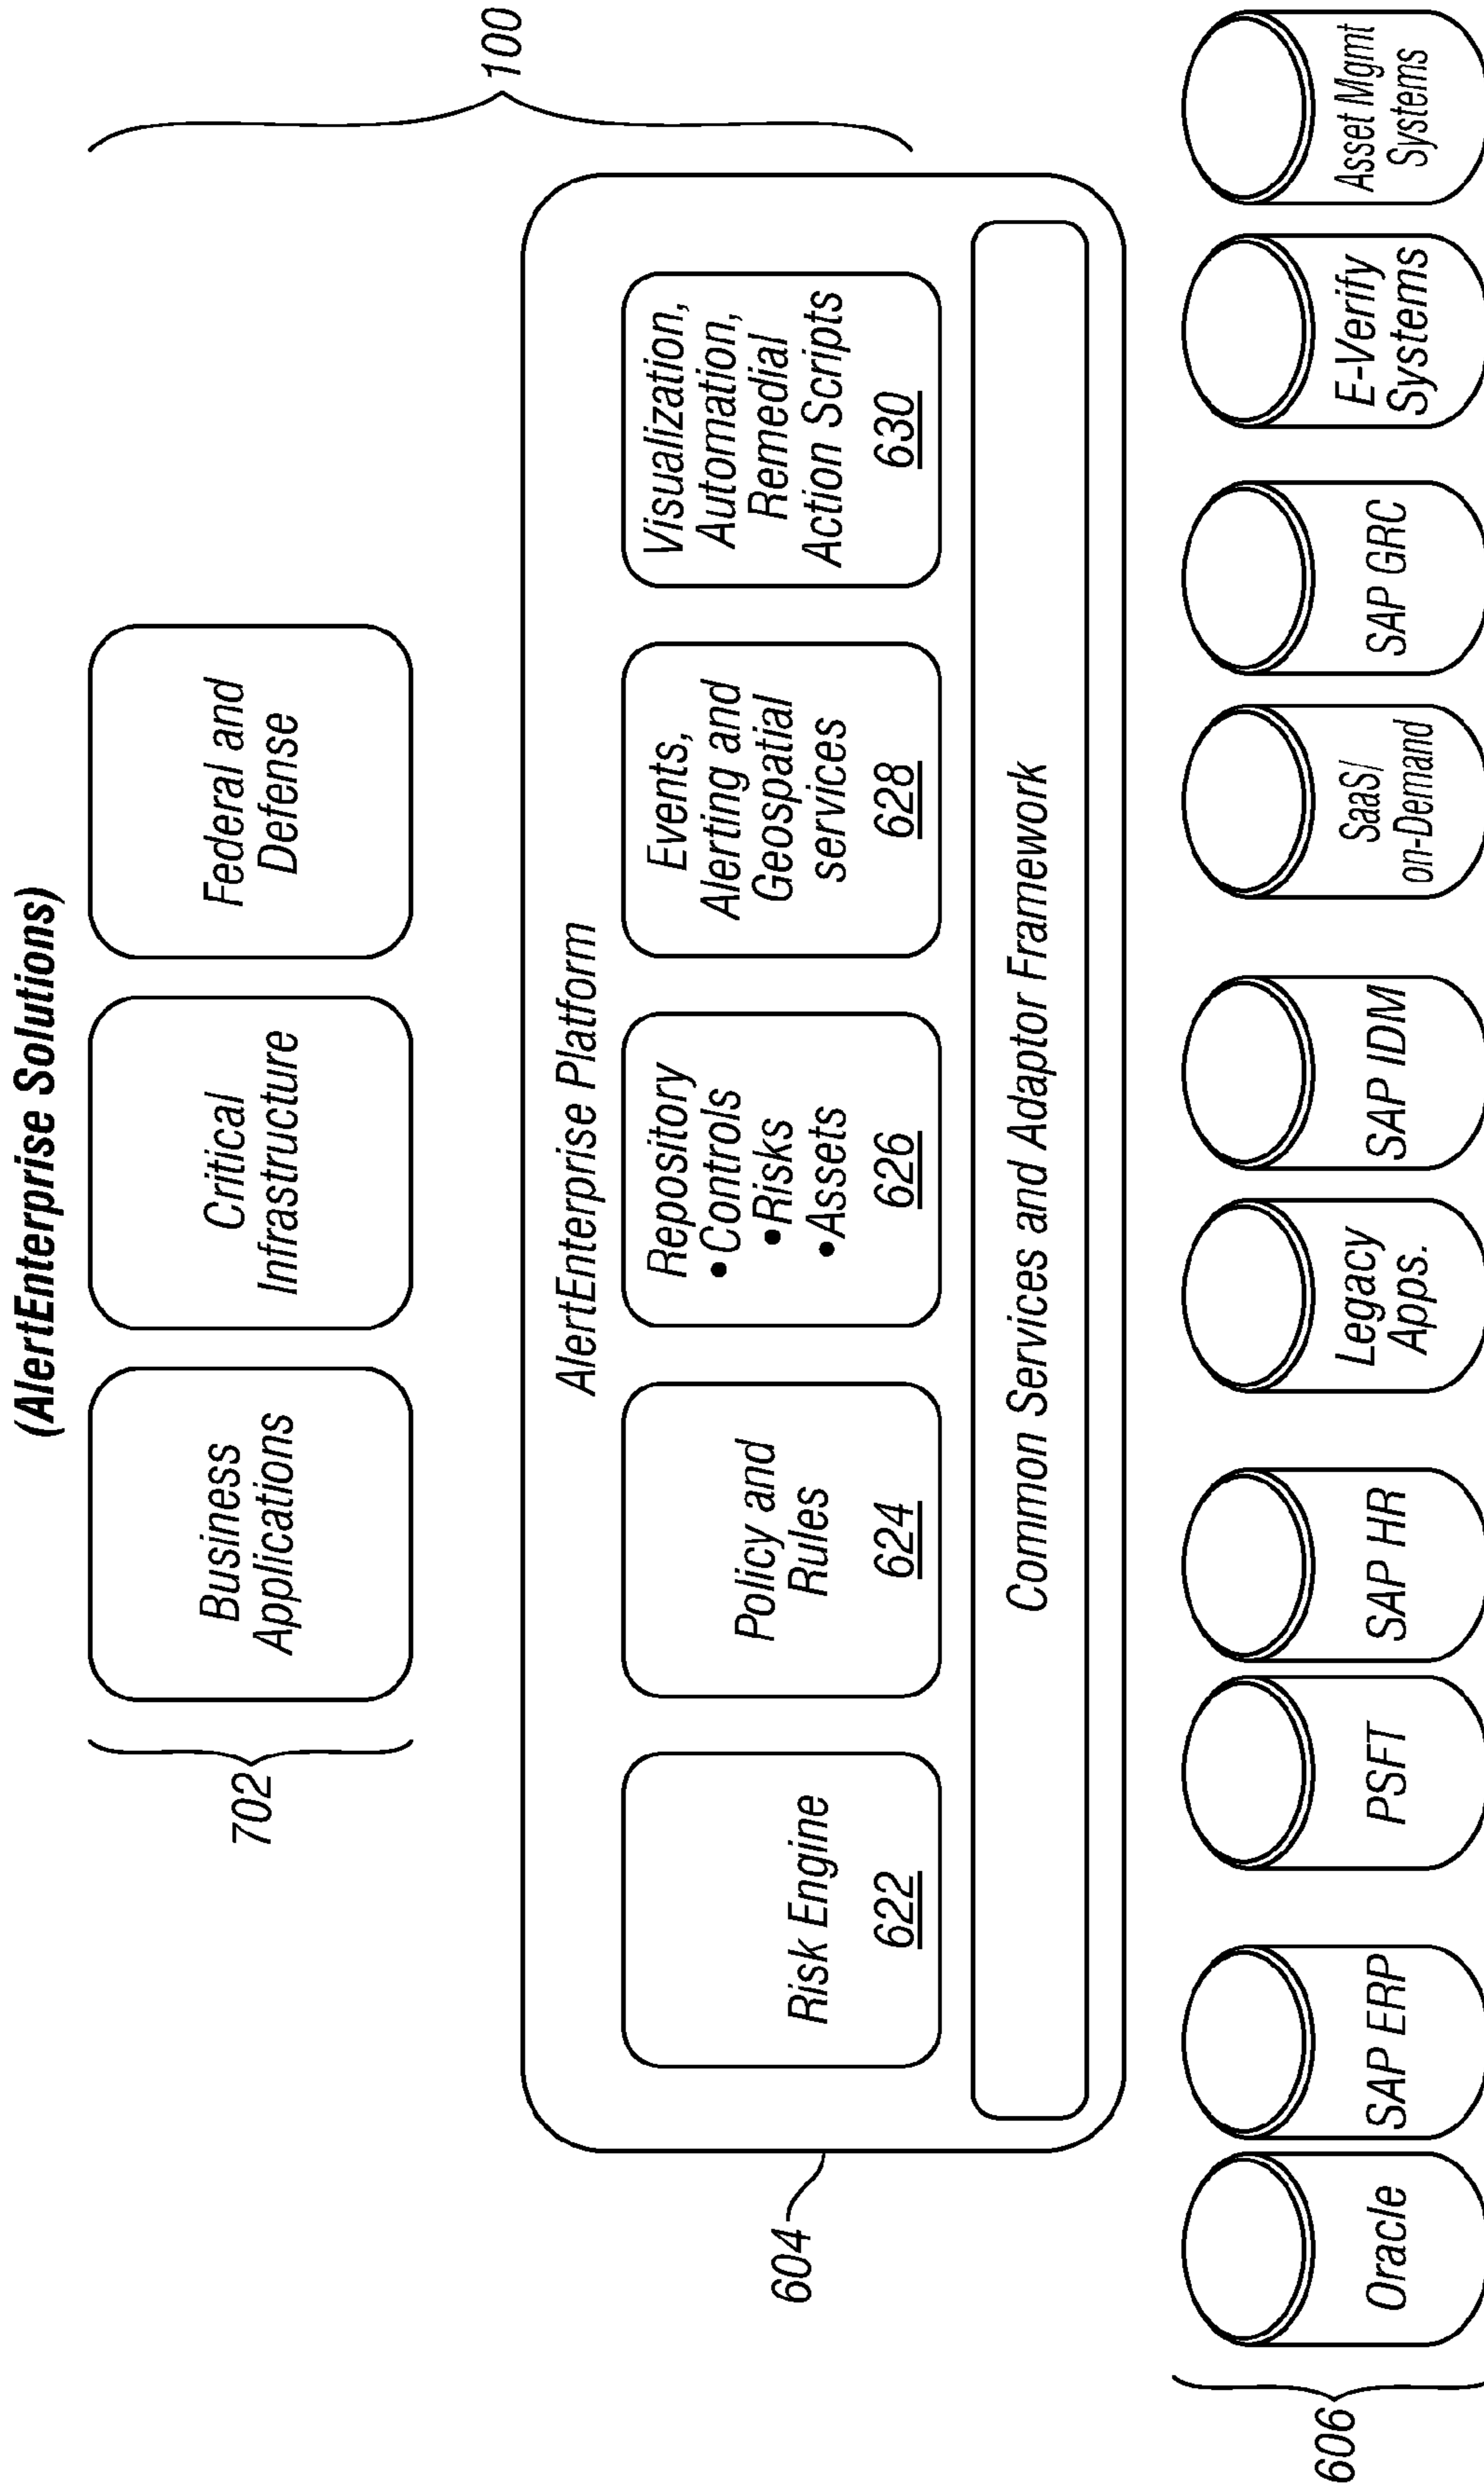 (AlertEnterprise Solutions)
702
Business
Applications
Critical
Infrastructure
Federal and
Defense
100
AlertEnterprise Platform
604
Risk Engine
622
Policy and
Rules
624
Repository
•Controls
•Risks
•Assets
626
Events,
Alerting and
Geospatial
services
628
Visualization,
Automation,
Remedial
Action Scripts
630
Common Services and Adaptor Framework
606
Oracle
SAP ERP
PSFT
SAP HR
Legacy
Apps.
SAP IDM
SaaS/
on-Demand
SAP GRC
E-Verify
Systems
Asset Mgmt
Systems